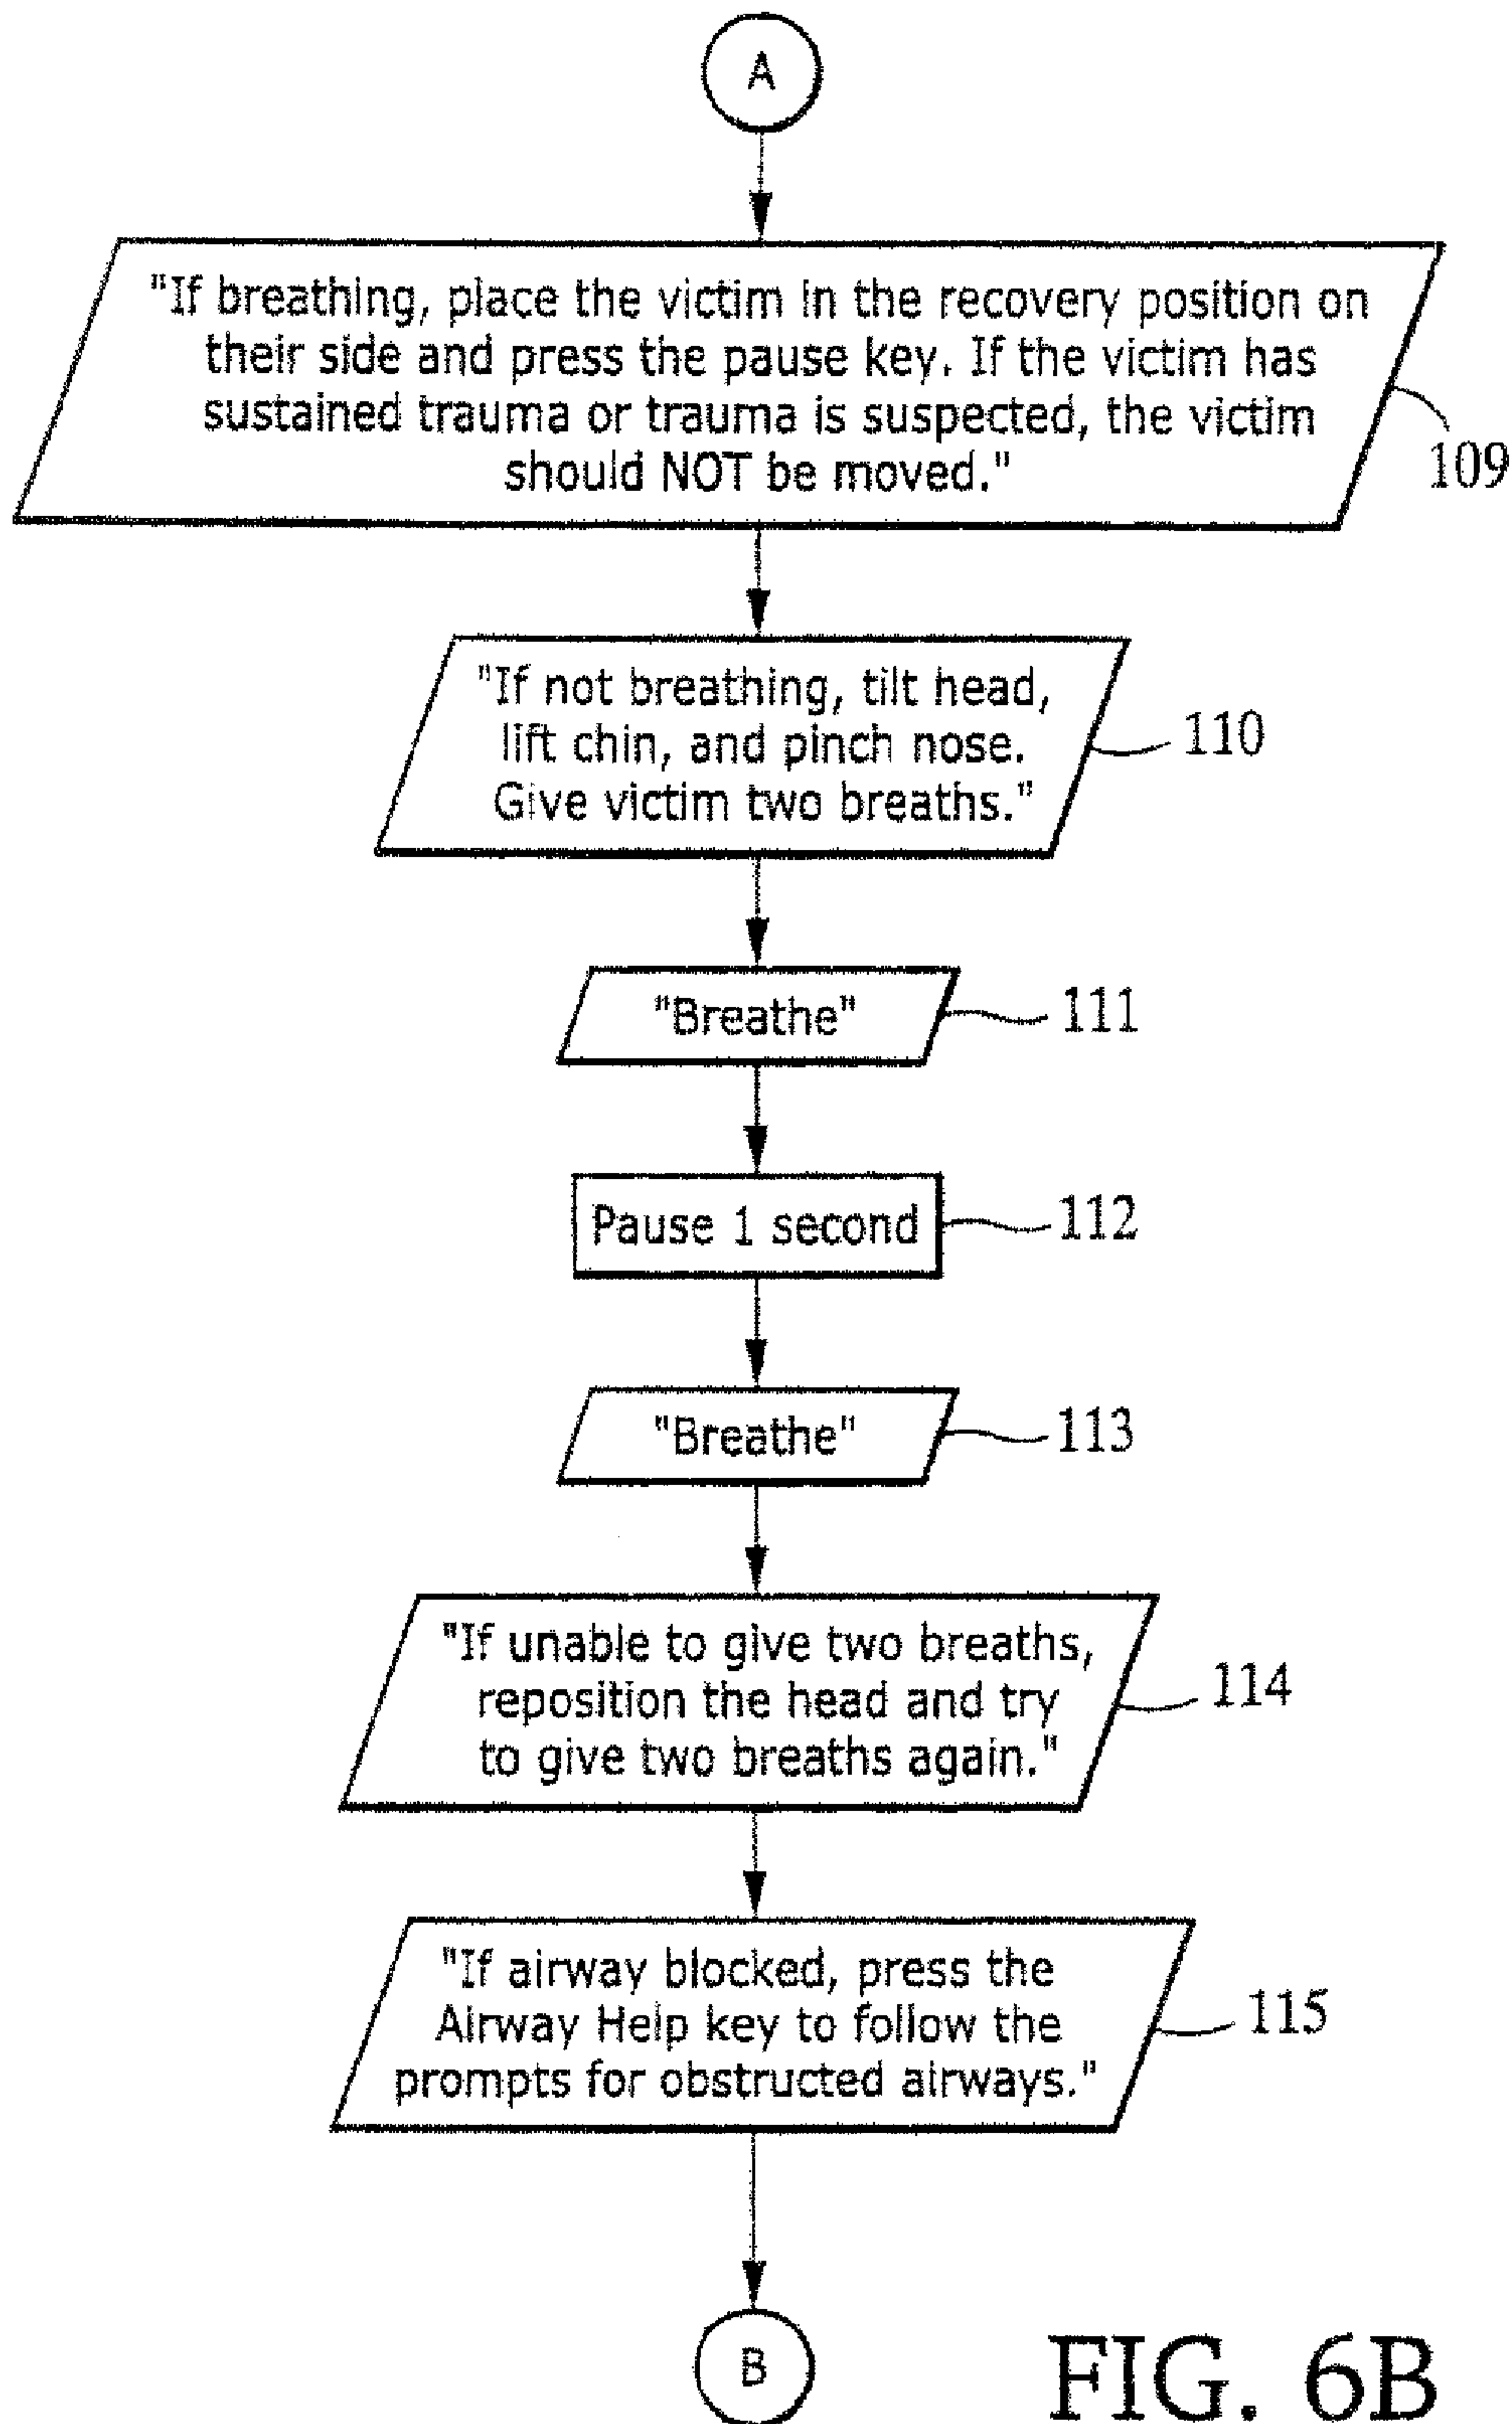 A
"If breathing, place the victim in the recovery position on
their side and press the pause key. If the victim has
sustained trauma or trauma is suspected, the victim
should NOT be moved."
109
"If not breathing, tilt head,
lift chin, and pinch nose.
Give victim two breaths."
110
"Breathe"
111
Pause 1 second
112
"Breathe"
113
"If unable to give two breaths,
reposition the head and try
to give two breaths again."
114
"If airway blocked, press the
Airway Help key to follow the
prompts for obstructed airways."
115
B
FIG. 6B